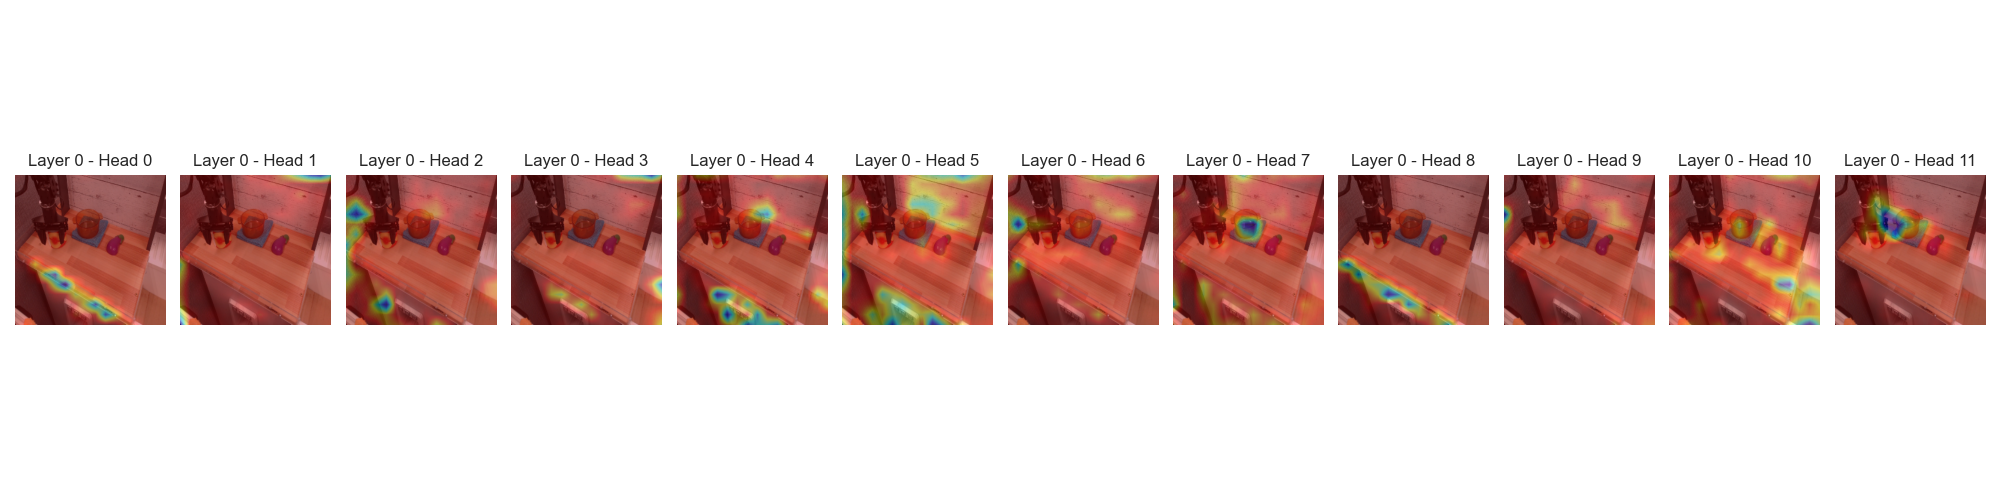 Layer 0 - Head 0
Layer 0 - Head 1
Layer 0 - Head 2
Layer 0 - Head 3
Layer 0 - Head 4
Layer 0 - Head 5
Layer 0 - Head 6
Layer 0 - Head 7
Layer 0 - Head 8
Layer 0 - Head 9
Layer 0 - Head 10
Layer 0 - Head 11